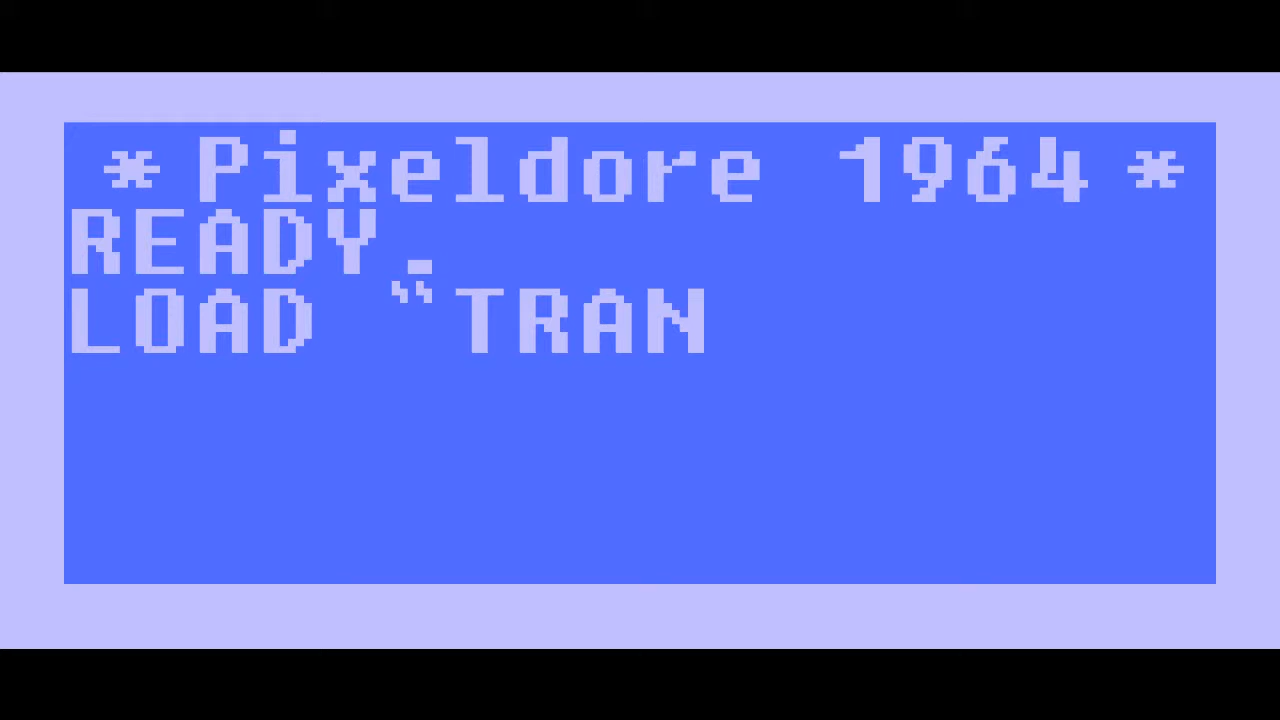 * Pixeldore 1964 *
READY.
LOAD “TRAN